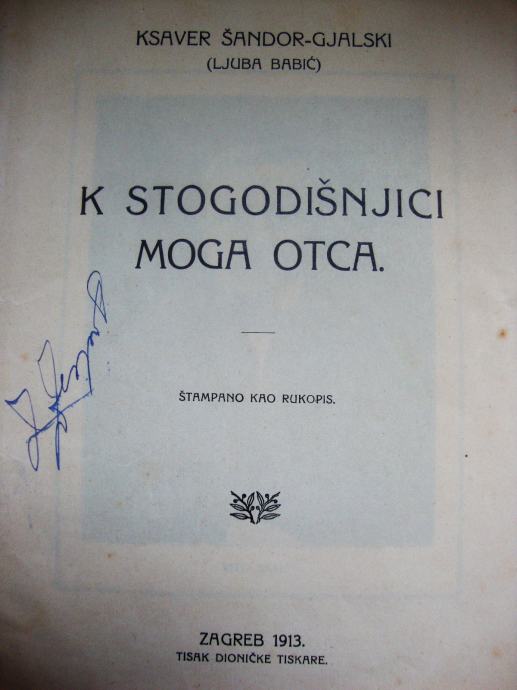 KSAVER ŠANDOR-GJALSKI
(LJUBA BABIĆ)
K STOGODIŠNJICI
MOGA OTCA.
ŠTAMPANO KAO RUKOPIS.
ZAGREB 1913.
TISAK DIONIČKE TISKARE.